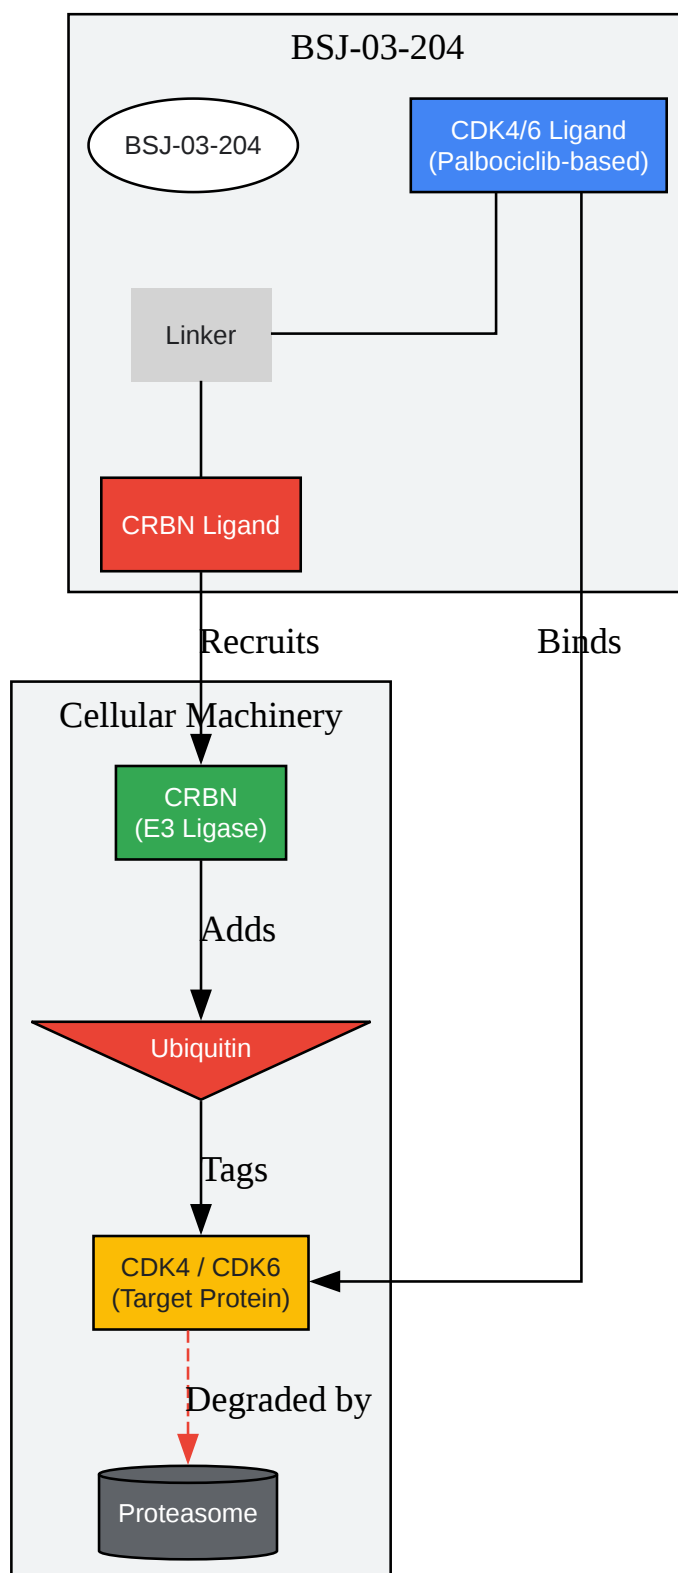 BSJ-03-204
BSJ-03-204
CDK4/6 Ligand
(Palbociclib-based)
Linker
CRBN Ligand
Recruits
Binds
Cellular Machinery
CRBN
(E3 Ligase)
Adds
Ubiquitin
Tags
CDK4 / CDK6
(Target Protein)
Degraded by
Proteasome